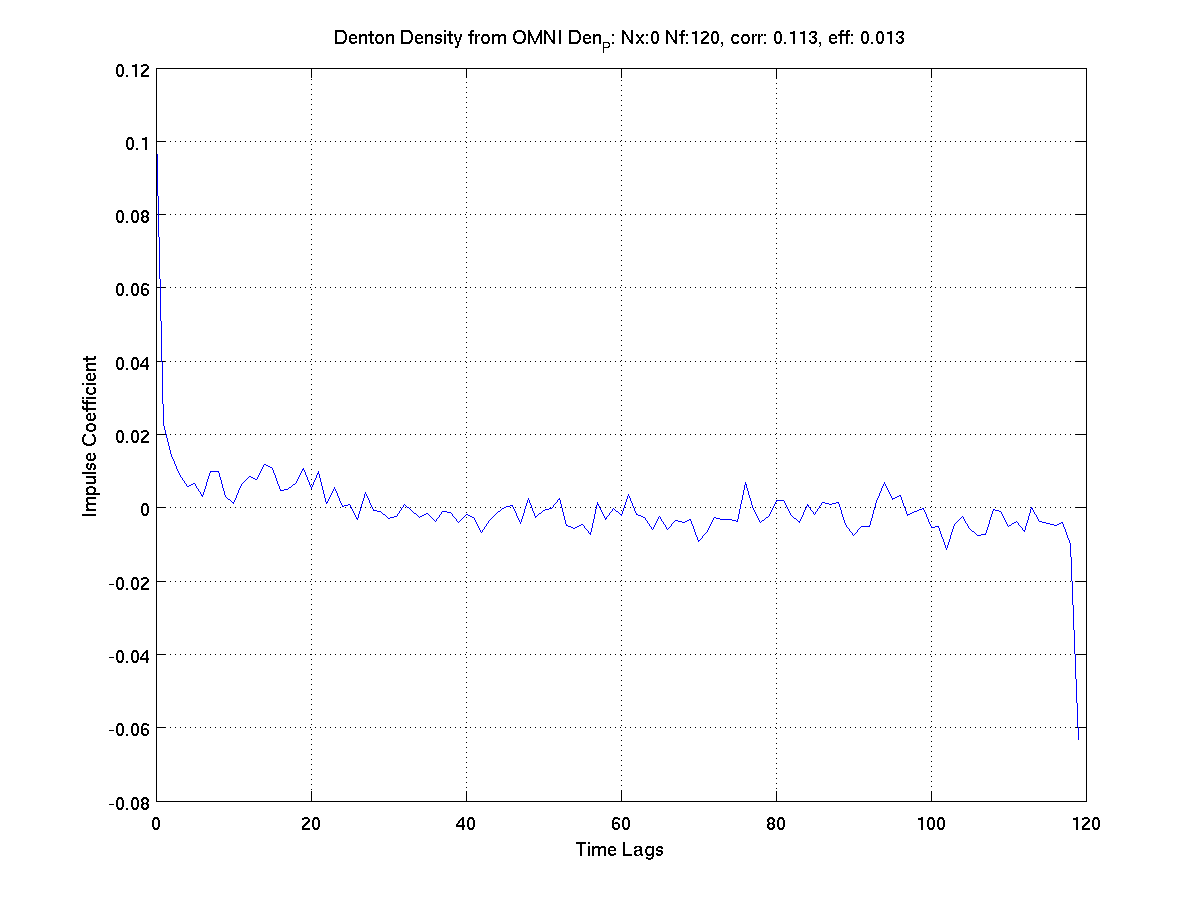 Denton Density from OMNI Den_P: Nx:0 Nf:120, corr: 0.113, eff: 0.013
0.12
0.1
0.08
0.06
0.04
0.02
0
-0.02
-0.04
-0.06
-0.08
Impulse Coefficient
0 20 40 60 80 100 120
Time Lags